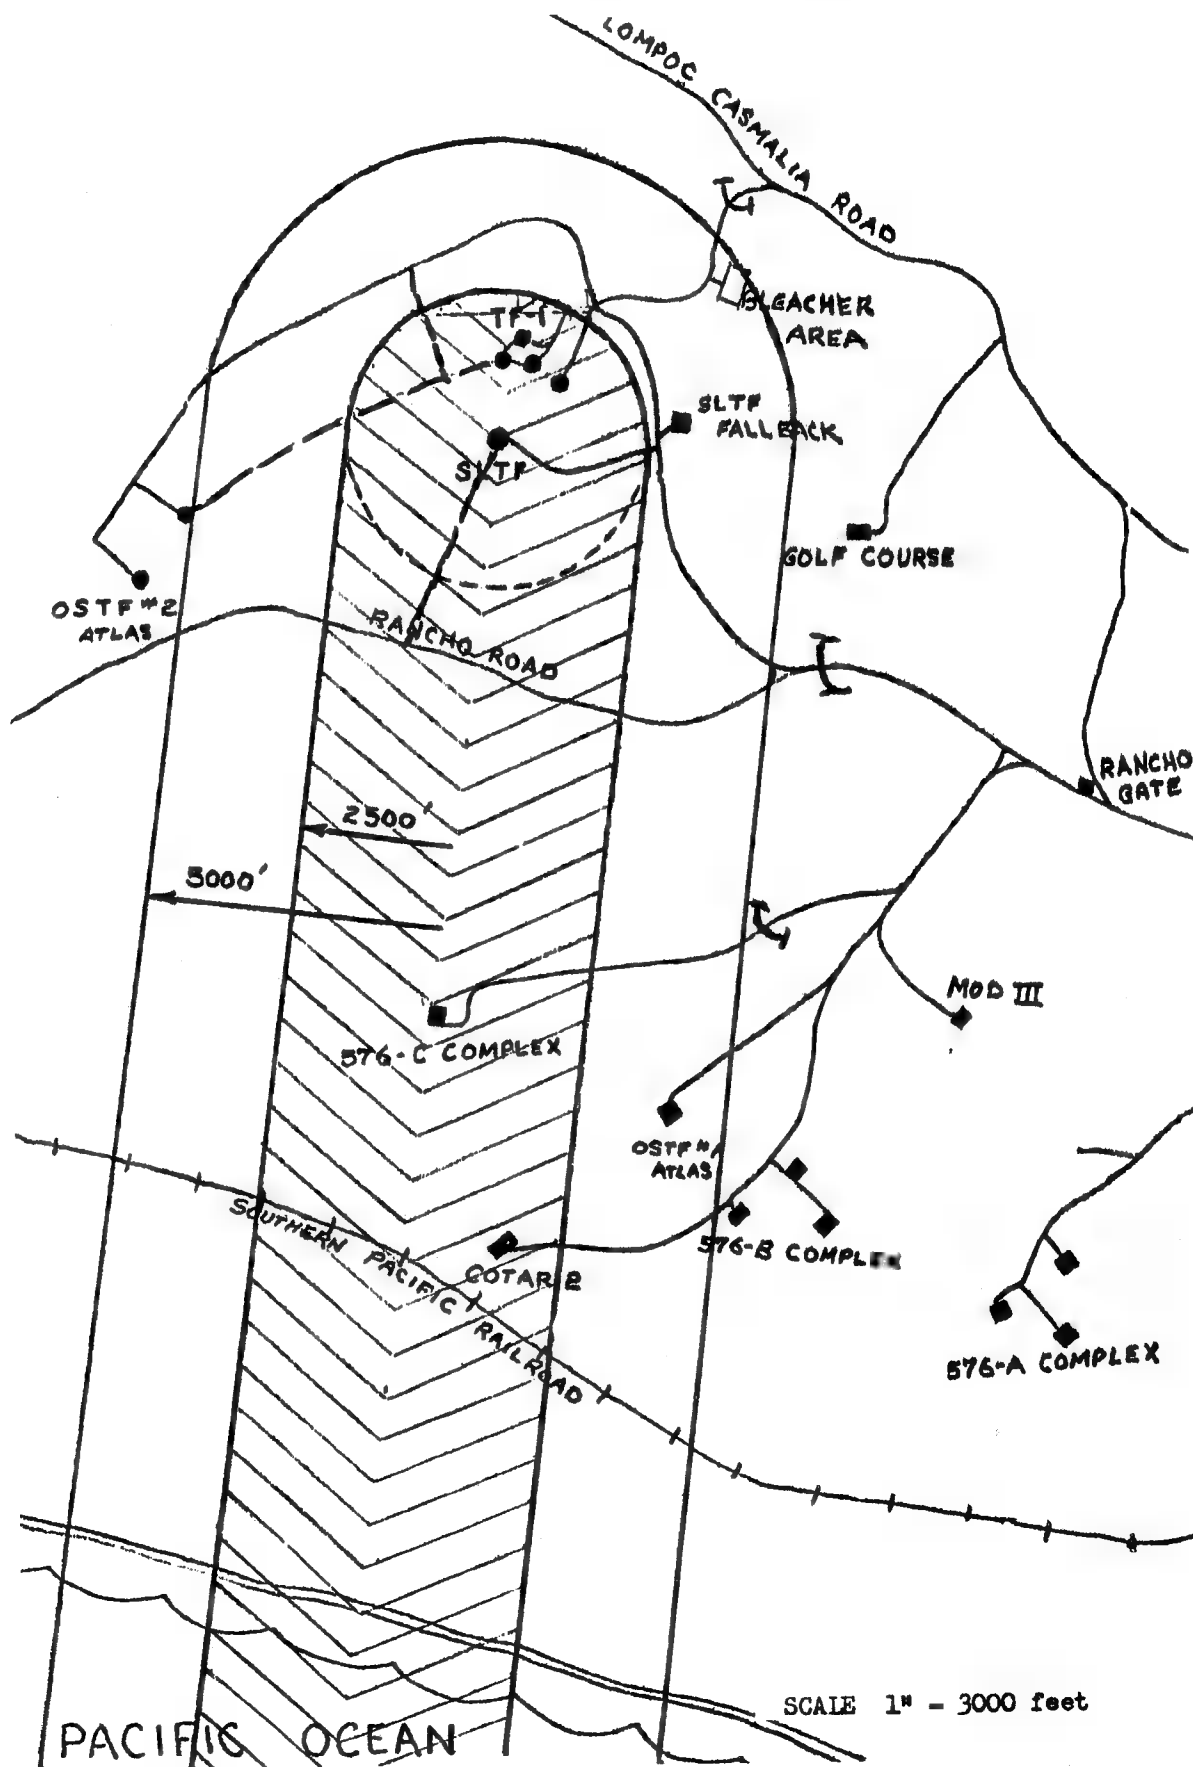 LOMPOC CASMALIA ROAD
BLEACHER
AREA
TF-1
SLTF
FALLBACK
SLTF
GOLF COURSE
OSTF #2
ATLAS
RANCHO ROAD
RANCHO
GATE
2500'
5000'
MOD III
576-C COMPLEX
OSTF #1
ATLAS
SOUTHERN PACIFIC RAILROAD
COTAR 2
576-B COMPLEX
576-A COMPLEX
SCALE 1" - 3000 feet
PACIFIC OCEAN